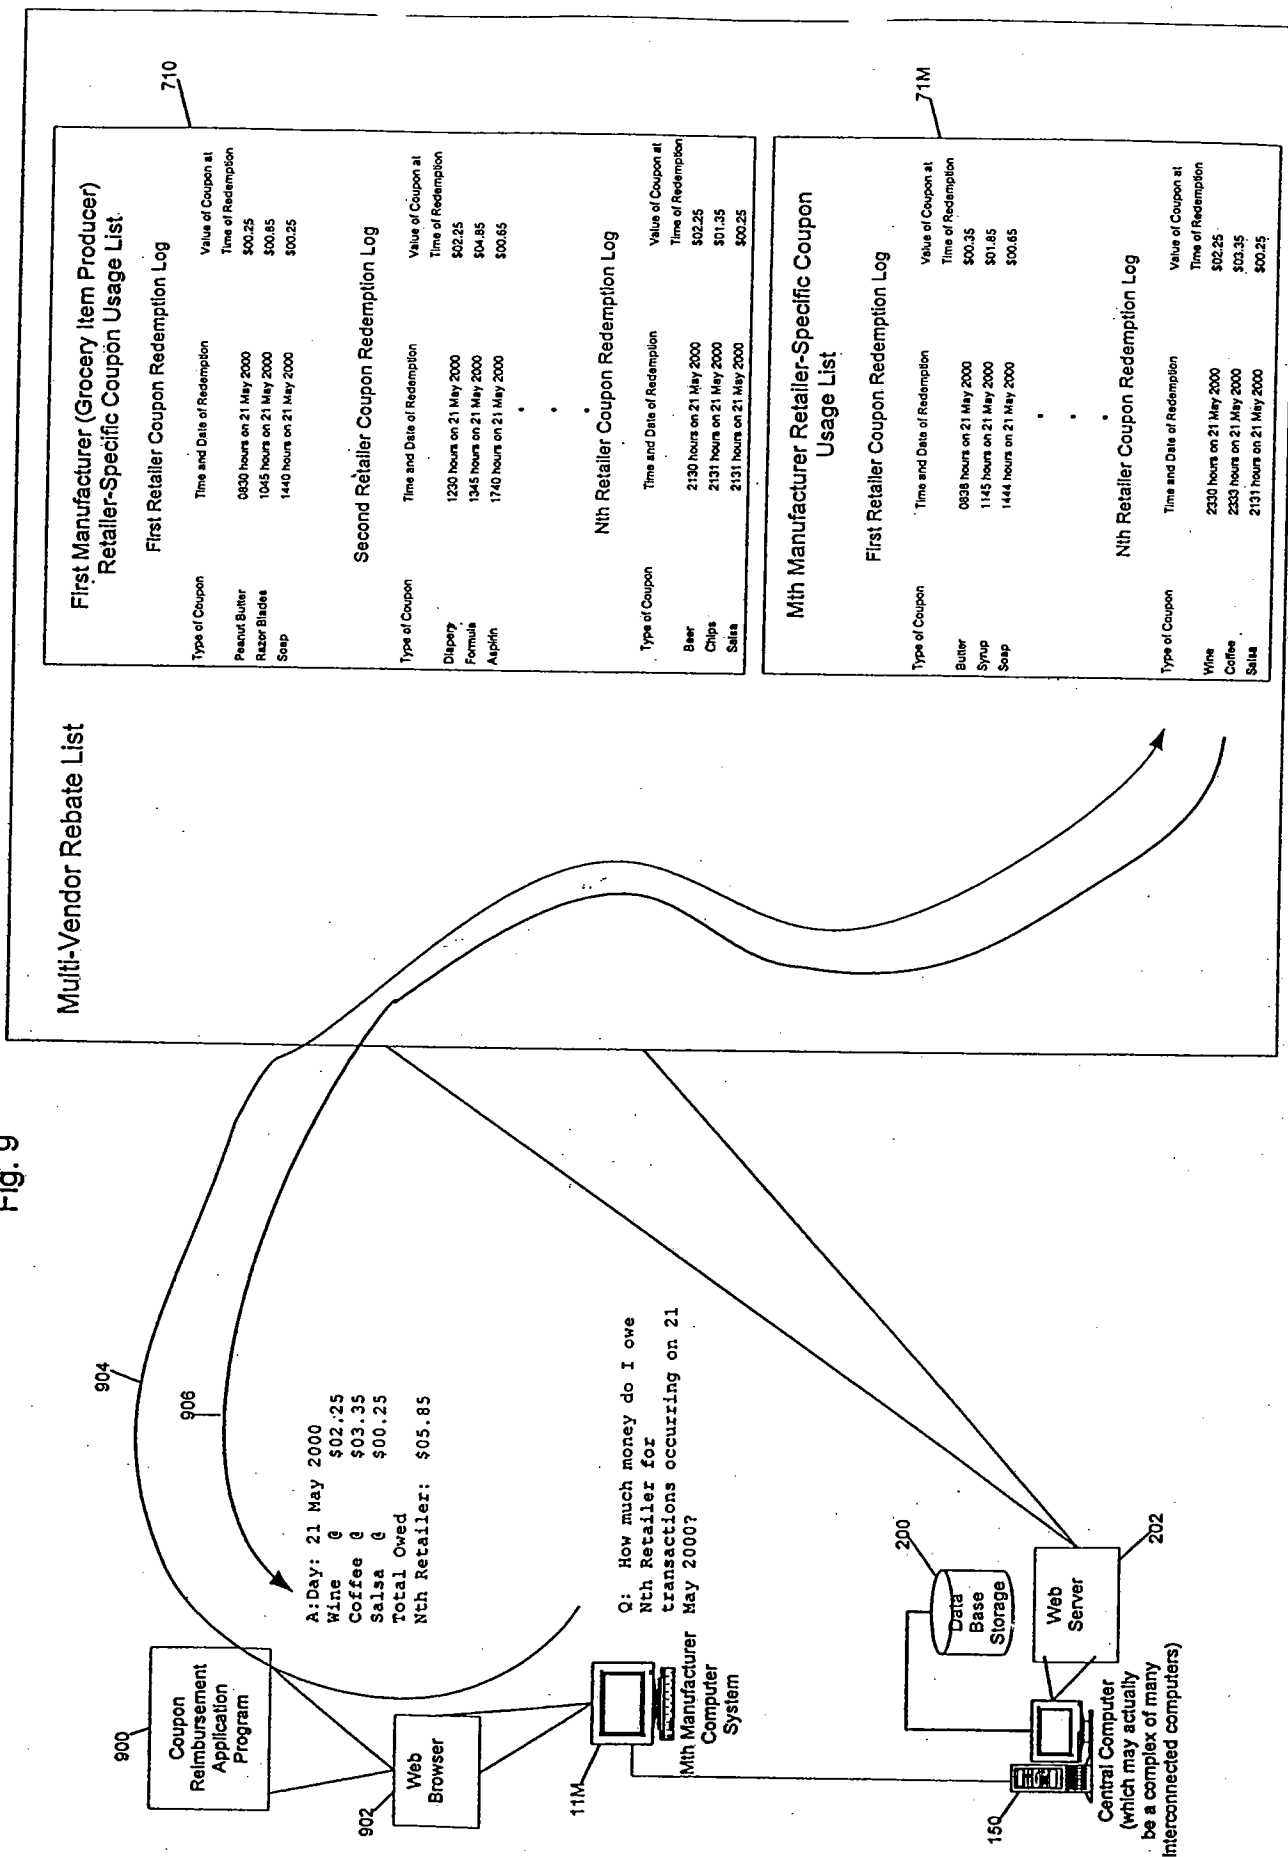 Fig. 9
Multi-Vendor Rebate List
710
First Manufacturer (Grocery Item Producer)
Retailer-Specific Coupon Usage List
First Retailer Coupon Redemption Log
Type of Coupon Time and Date of Redemption Value of Coupon at
Time of Redemption
Peanut Butter 0830 hours on 21 May 2000 $00.25
Razor Blades 1045 hours on 21 May 2000 $00.85
Soap 1440 hours on 21 May 2000 $00.25
Second Retailer Coupon Redemption Log
Type of Coupon Time and Date of Redemption Value of Coupon at
Time of Redemption
Diapers 1230 hours on 21 May 2000 $02.25
Formula 1345 hours on 21 May 2000 $04.85
Aspirin 1740 hours on 21 May 2000 $00.65
Nth Retailer Coupon Redemption Log
Type of Coupon Time and Date of Redemption Value of Coupon at
Time of Redemption
Beer 2130 hours on 21 May 2000 $02.25
Chips 2131 hours on 21 May 2000 $01.35
Salsa 2131 hours on 21 May 2000 $00.25
71M
Mth Manufacturer Retailer-Specific Coupon
Usage List
First Retailer Coupon Redemption Log
Type of Coupon Time and Date of Redemption Value of Coupon at
Time of Redemption
Butter 0838 hours on 21 May 2000 $00.35
Syrup 1145 hours on 21 May 2000 $01.85
Soap 1444 hours on 21 May 2000 $00.65
Nth Retailer Coupon Redemption Log
Type of Coupon Time and Date of Redemption Value of Coupon at
Time of Redemption
Wine 2330 hours on 21 May 2000 $02.25
Coffee 2333 hours on 21 May 2000 $03.35
Salsa 2131 hours on 21 May 2000 $00.25
904
906
900
Coupon
Reimbursement
Application
Program
902
Web
Browser
A:Day: 21 May 2000
Wine @ $02.25
Coffee @ $03.35
Salsa @ $00.25
Total Owed
Nth Retailer: $05.85
Q: How much money do I owe
Nth Retailer for
transactions occurring on 21
May 2000?
11M
Mth Manufacturer
Computer
System
200
Data
Base
Storage
202
Web
Server
150
Central Computer
(which may actually
be a complex of many
Interconnected computers)